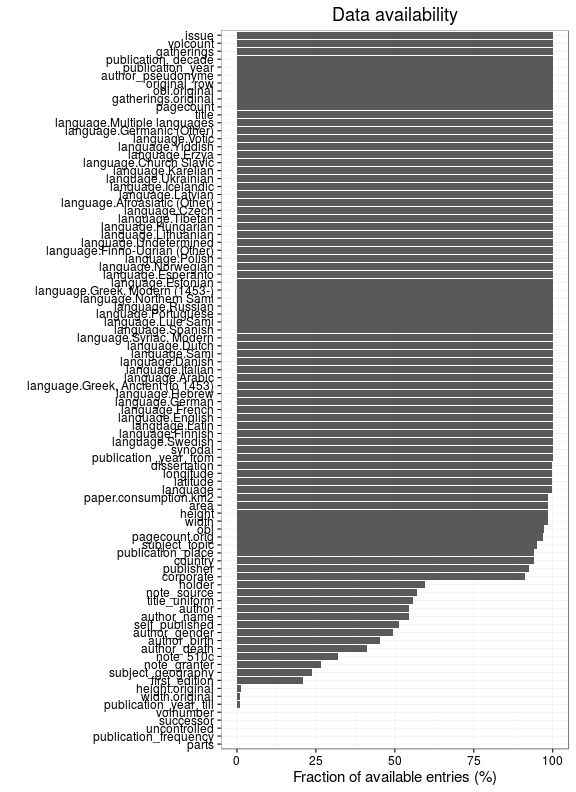 Data availability
issue
volcount
gatherings
publication_decade
publication_year
author_pseudonyme
original_row
obl.original
gatherings.original
pagecount
title
language.Multiple languages
language.Germanic (Other)
language.Votic
language.Yiddish
language.Erzya
language.Church Slavic
language.Karelian
language.Ukrainian
language.Icelandic
language.Latvian
language.Afroasiatic (Other)
language.Czech
language.Tibetan
language.Hungarian
language.Lithuanian
language.Undetermined
language.Finno-Ugrian (Other)
language.Polish
language.Norwegian
language.Esperanto
language.Estonian
language.Greek, Modern (1453-)
language.Northern Sami
language.Russian
language.Portuguese
language.Lule Sami
language.Spanish
language.Syriac, Modern
language.Dutch
language.Sami
language.Danish
language.Italian
language.Arabic
language.Greek, Ancient (to 1453)
language.Hebrew
language.German
language.French
language.English
language.Latin
language.Finnish
language.Swedish
synodal
publication_year_from
dissertation
longitude
latitude
language
paper.consumption.km2
area
height
width
obl
pagecount.orig
subject_topic
publication_place
country
publisher
corporate
holder
note_source
title_uniform
author
author_name
self_published
author_gender
author_birth
author_death
note_510c
note_granter
subject_geography
first_edition
height.original
width.original
publication_year_till
volnumber
successor
uncontrolled
publication_frequency
parts
0 25 50 75 100
Fraction of available entries (%)